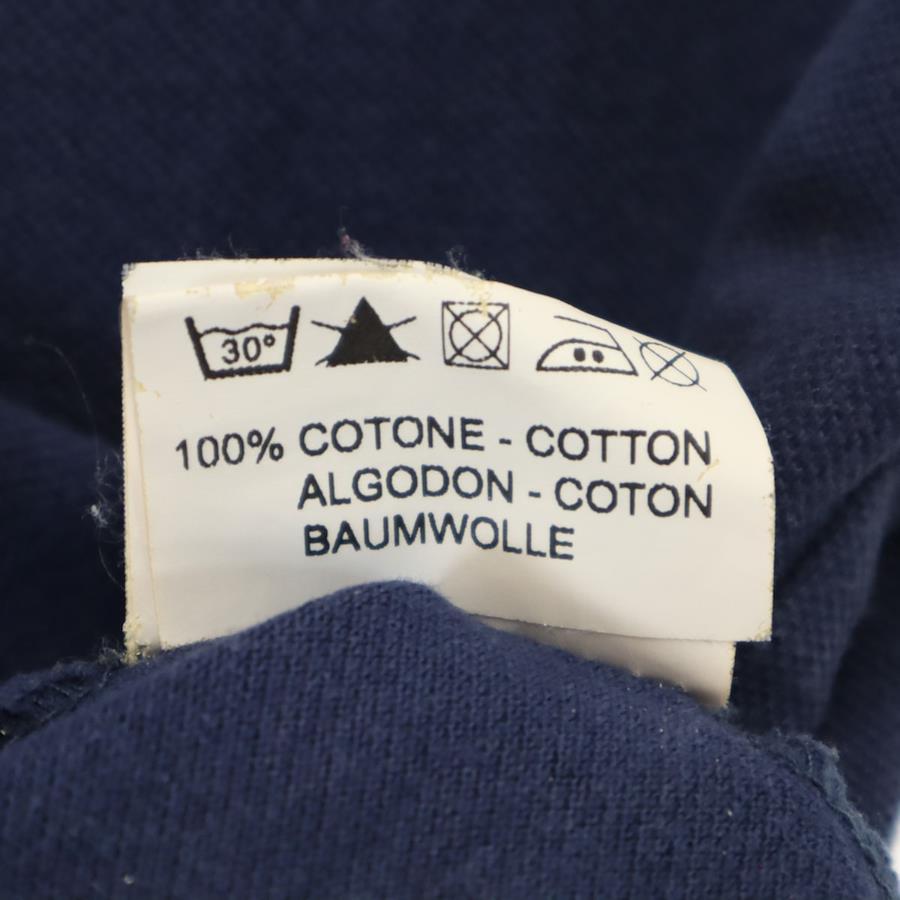 30°
100% COTONE - COTTON
ALGODON - COTON
BAUMWOLLE